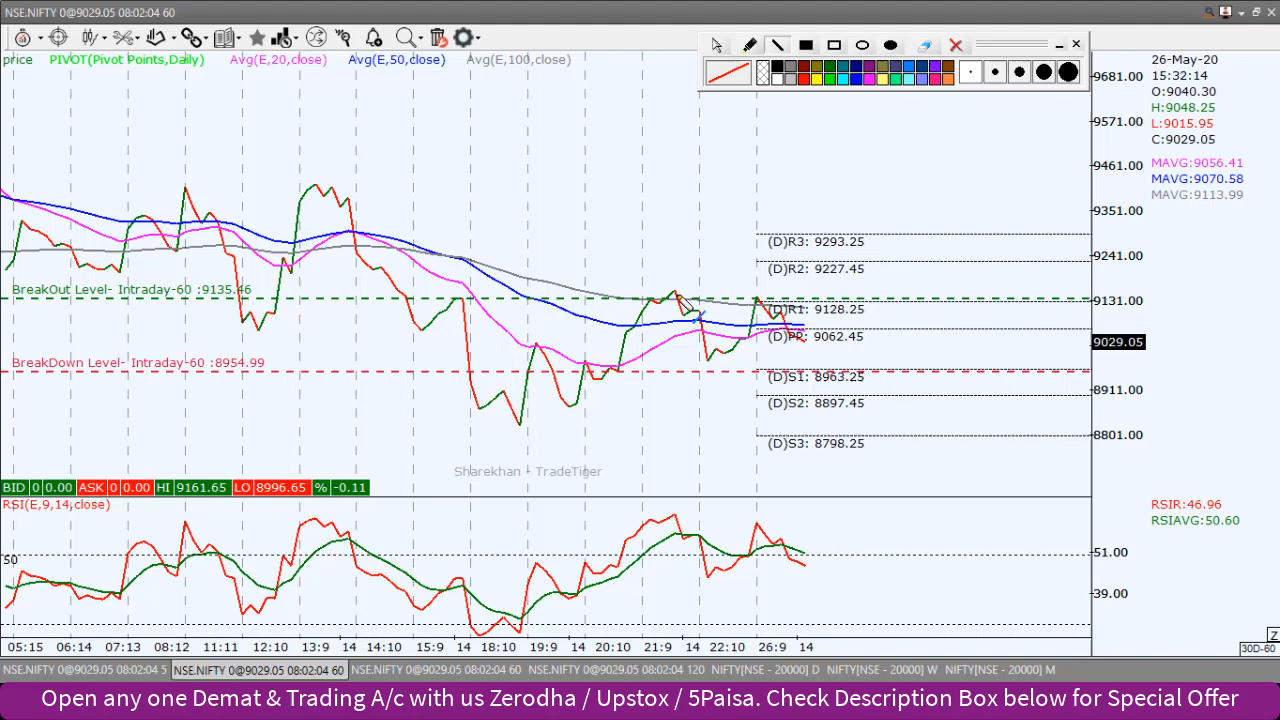 NSE.NIFTY 0@9029.05 08:02:04 60
price PIVOT(Pivot Points,Daily) Avg(E,20,close) Avg(E,50,close) Avg(E,100,close)
26-May-20
15:32:14
O:9040.30
H:9048.25
L:9015.95
C:9029.05
MAVG:9056.41
MAVG:9070.58
MAVG:9113.99
9681.00
9571.00
9461.00
9351.00
9241.00
9131.00
9029.05
8911.00
8801.00
(D)R3: 9293.25
(D)R2: 9227.45
BreakOut Level- Intraday-60 :9135.46
(D)R1: 9128.25
(D)PR: 9062.45
BreakDown Level- Intraday-60 :8954.99
(D)S1: 8963.25
(D)S2: 8897.45
(D)S3: 8798.25
Sharekhan - TradeTiger
BID 0 0.00 ASK 0 0.00 HI 9161.65 LO 8996.65 % -0.11
RSI(E,9,14,close)
RSIR:46.96
RSIAVG:50.60
50
51.00
39.00
05:15 06:14 07:13 08:12 12:10 13:9 14 14:10 15:9 14 18:10 19:9 14 20:10 21:9 14 22:10 26:9 14
Z
30D-60
NSE.NIFTY 0@9029.05 08:02:04 5 NSE.NIFTY 0@9029.05 08:02:04 60 NSE.NIFTY 0@9029.05 08:02:04 60 NSE.NIFTY 0@9029.05 08:02:04 120 NIFTY[NSE - 20000] D NIFTY[NSE - 20000] W NIFTY[NSE - 20000] M
Open any one Demat & Trading A/c with us Zerodha / Upstox / 5Paisa. Check Description Box below for Special Offer